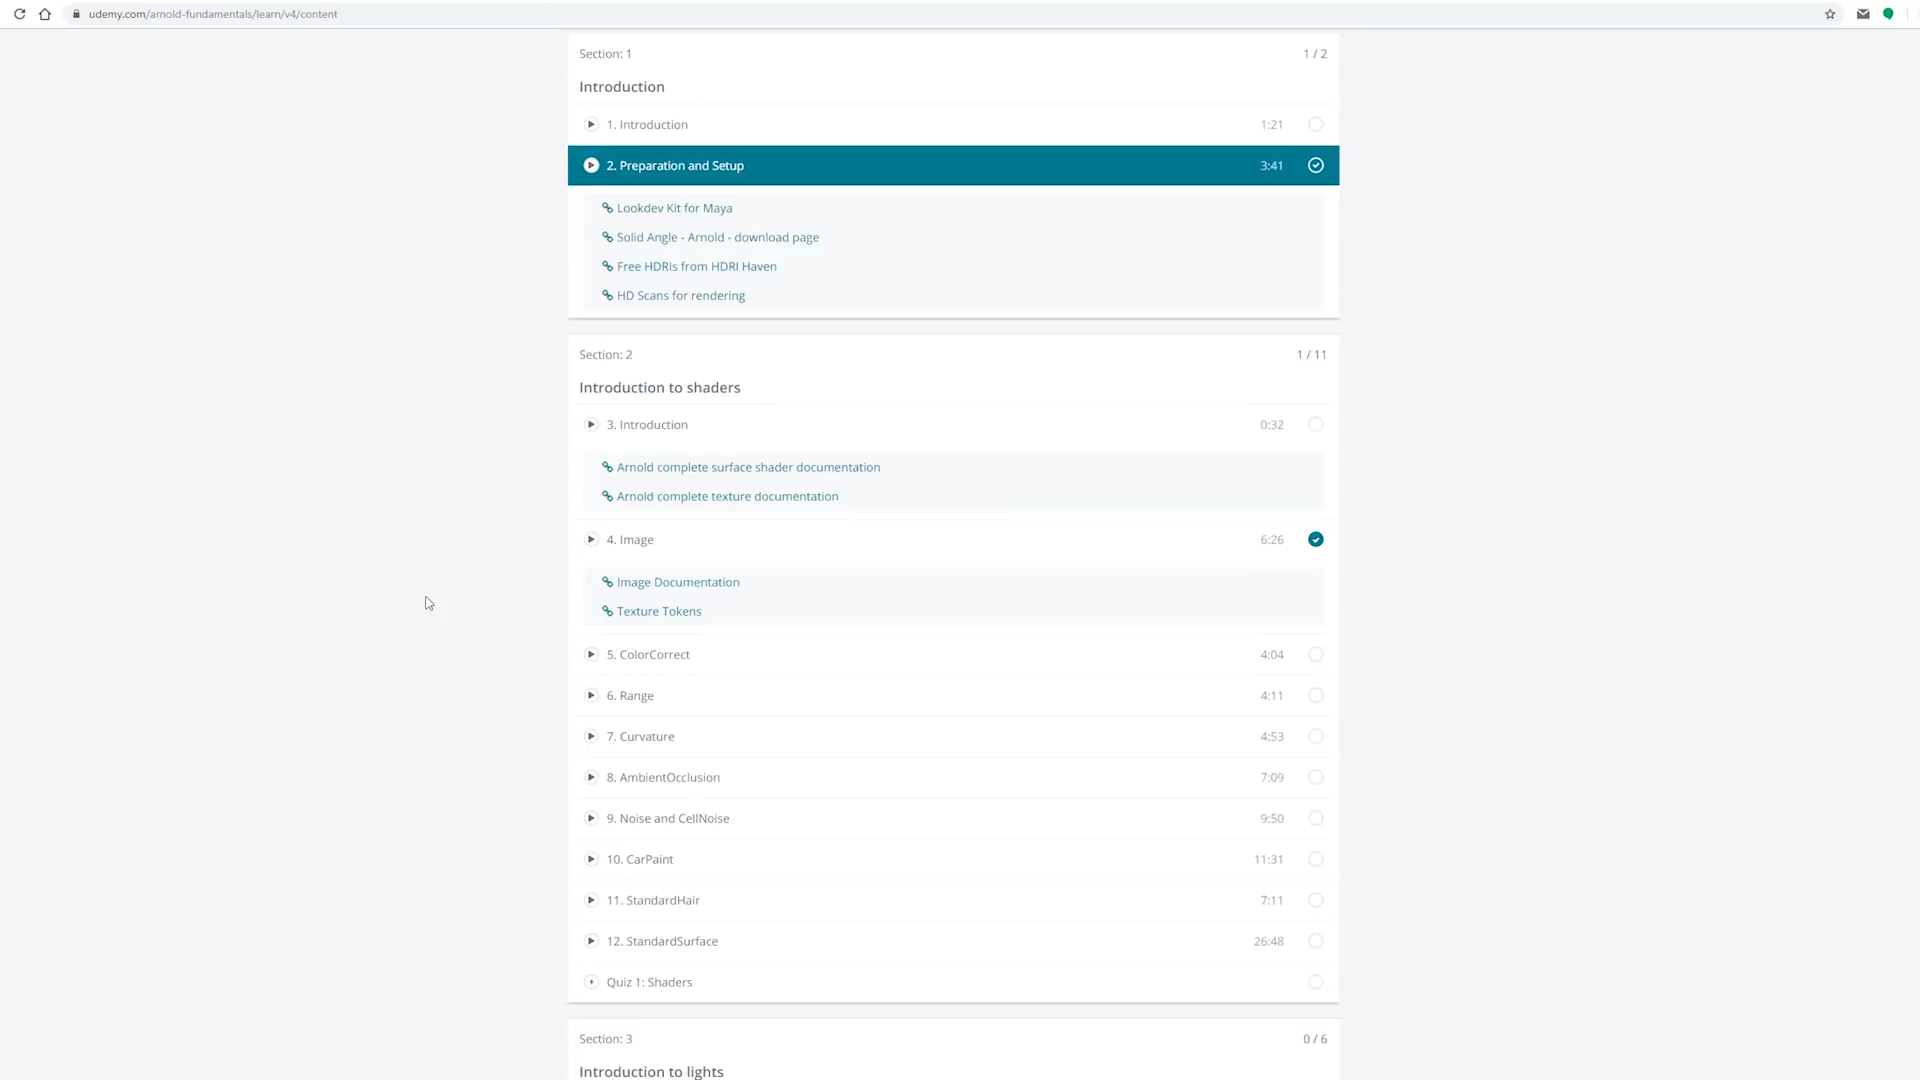 udemy.com/arnold-fundamentals/learn/v4/content
Section: 1 1 / 2
Introduction
1. Introduction 1:21
2. Preparation and Setup 3:41
Lookdev Kit for Maya
Solid Angle - Arnold - download page
Free HDRIs from HDRI Haven
HD Scans for rendering
Section: 2 1 / 11
Introduction to shaders
3. Introduction 0:32
Arnold complete surface shader documentation
Arnold complete texture documentation
4. Image 6:26
Image Documentation
Texture Tokens
5. ColorCorrect 4:04
6. Range 4:11
7. Curvature 4:53
8. AmbientOcclusion 7:09
9. Noise and CellNoise 9:50
10. CarPaint 11:31
11. StandardHair 7:11
12. StandardSurface 26:48
Quiz 1: Shaders
Section: 3 0 / 6
Introduction to lights